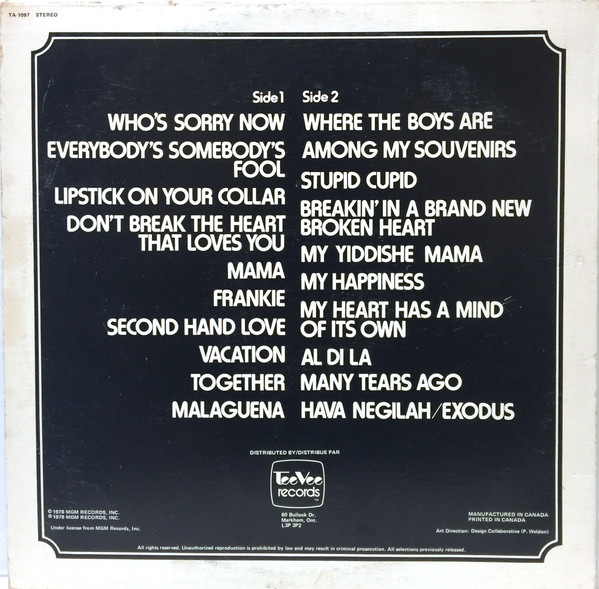 TA-1097 STEREO
Side 1
WHO'S SORRY NOW
EVERYBODY'S SOMEBODY'S
FOOL
LIPSTICK ON YOUR COLLAR
DON'T BREAK THE HEART
THAT LOVES YOU
MAMA
FRANKIE
SECOND HAND LOVE
VACATION
TOGETHER
MALAGUENA
Side 2
WHERE THE BOYS ARE
AMONG MY SOUVENIRS
STUPID CUPID
BREAKIN' IN A BRAND NEW
BROKEN HEART
MY YIDDISHE MAMA
MY HAPPINESS
MY HEART HAS A MIND
OF ITS OWN
AL DI LA
MANY TEARS AGO
HAVA NEGILAH/EXODUS
DISTRIBUTED BY/DISTRIBUE PAR
TeeVee
records
TM
60 Bullock Dr.
Markham, Ont.
L3P 3P2
© 1978 MGM RECORDS, INC.
℗ 1978 MGM RECORDS, INC.
Under license from MGM Records, Inc.
MANUFACTURED IN CANADA
PRINTED IN CANADA
Art Direction: Design Collaborative (P. Weldon)
All rights reserved. Unauthorized reproduction is prohibited by law and may result in criminal prosecution. All selections previously released.